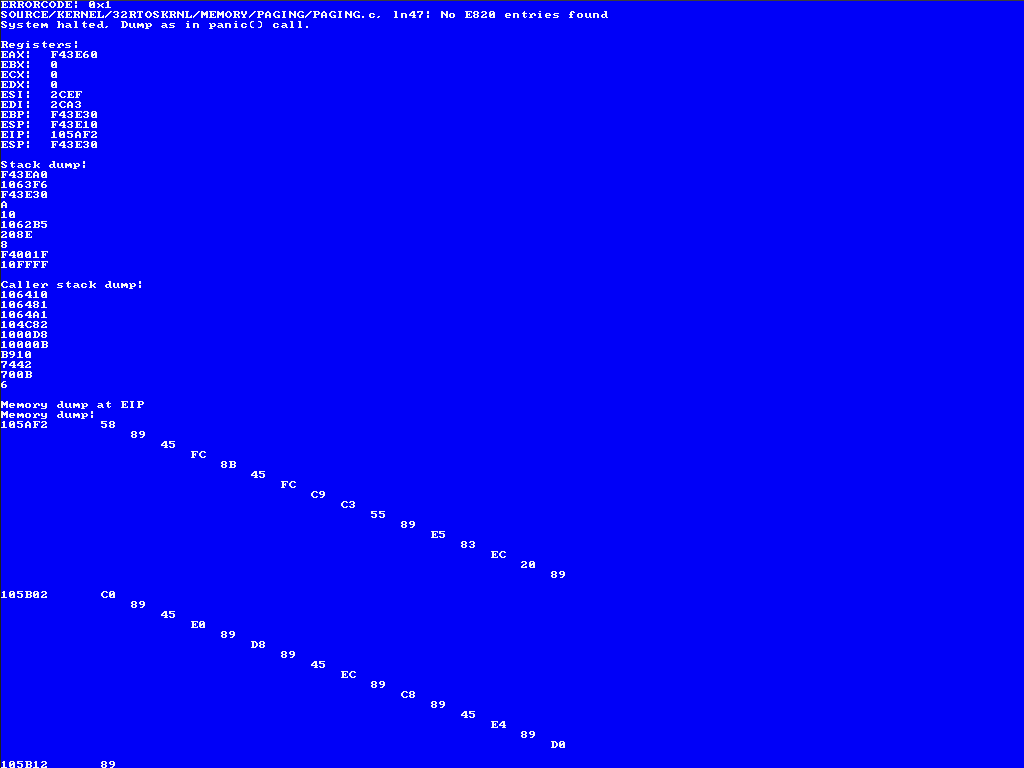 ERRORCODE: 0x1
SOURCE/KERNEL/32RTOSKRNL/MEMORY/PAGING/PAGING.c, ln47: No E820 entries found
System halted, Dump as in panic() call.
Registers:
EAX: F43E60
EBX: 0
ECX: 0
EDX: 0
ESI: 2CEF
EDI: 2CA3
EBP: F43E30
ESP: F43E10
EIP: 105AF2
ESP: F43E30
Stack dump:
F43EA0
1063F6
F43E30
A
10
1062B5
208E
8
F4001F
10FFFF
Caller stack dump:
106410
106481
1064A1
104C82
1000D8
10000B
B910
7442
700B
6
Memory dump at EIP
Memory dump:
105AF2 58
89
45
FC
8B
45
FC
C9
C3
55
89
E5
83
EC
20
89
105B02 C0
89
45
E0
89
D8
89
45
EC
89
C8
89
45
E4
89
D0
105B12 89